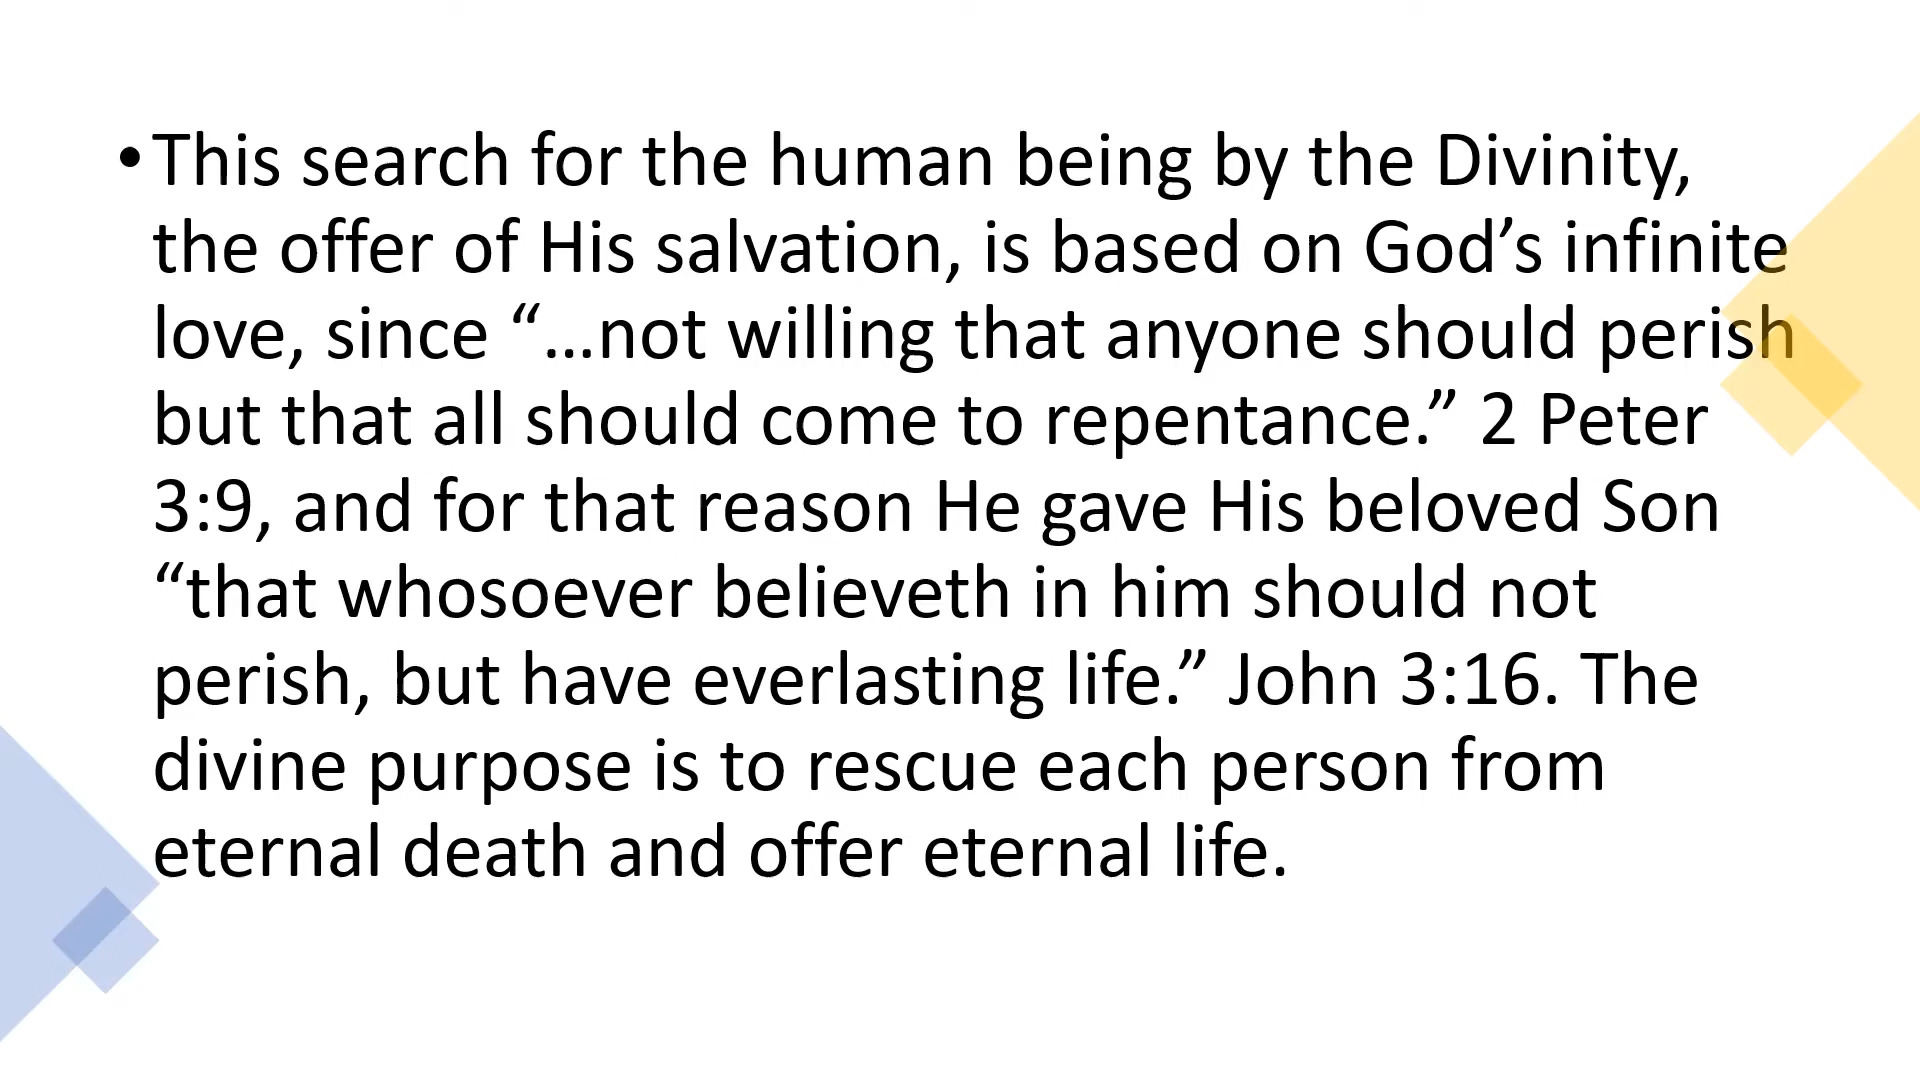 •This search for the human being by the Divinity,
the offer of His salvation, is based on God’s infinite
love, since “…not willing that anyone should perish
but that all should come to repentance.” 2 Peter
3:9, and for that reason He gave His beloved Son
“that whosoever believeth in him should not
perish, but have everlasting life.” John 3:16. The
divine purpose is to rescue each person from
eternal death and offer eternal life.